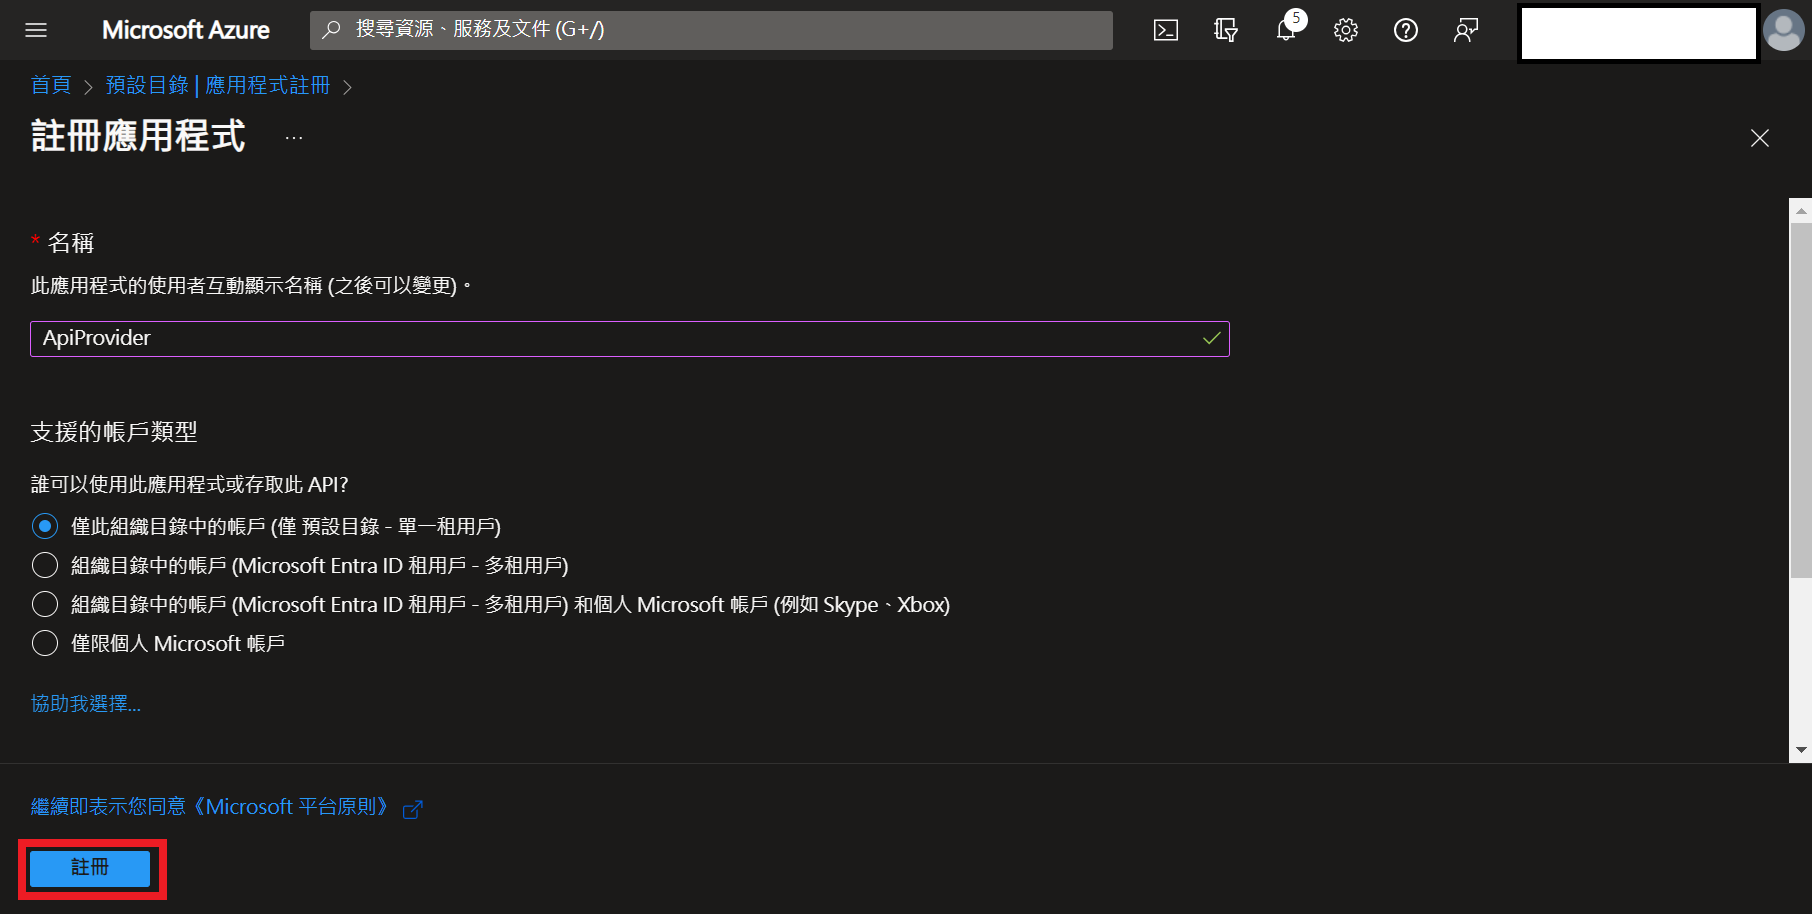 Microsoft Azure
搜尋資源、服務及文件 (G+/)
5
首頁 > 預設目錄 | 應用程式註冊 >
註冊應用程式 ...
* 名稱
此應用程式的使用者互動顯示名稱 (之後可以變更)。
ApiProvider
支援的帳戶類型
誰可以使用此應用程式或存取此 API?
僅此組織目錄中的帳戶 (僅 預設目錄 - 單一租用戶)
組織目錄中的帳戶 (Microsoft Entra ID 租用戶 - 多租用戶)
組織目錄中的帳戶 (Microsoft Entra ID 租用戶 - 多租用戶) 和個人 Microsoft 帳戶 (例如 Skype、Xbox)
僅限個人 Microsoft 帳戶
協助我選擇...
繼續即表示您同意《Microsoft 平台原則》
註冊